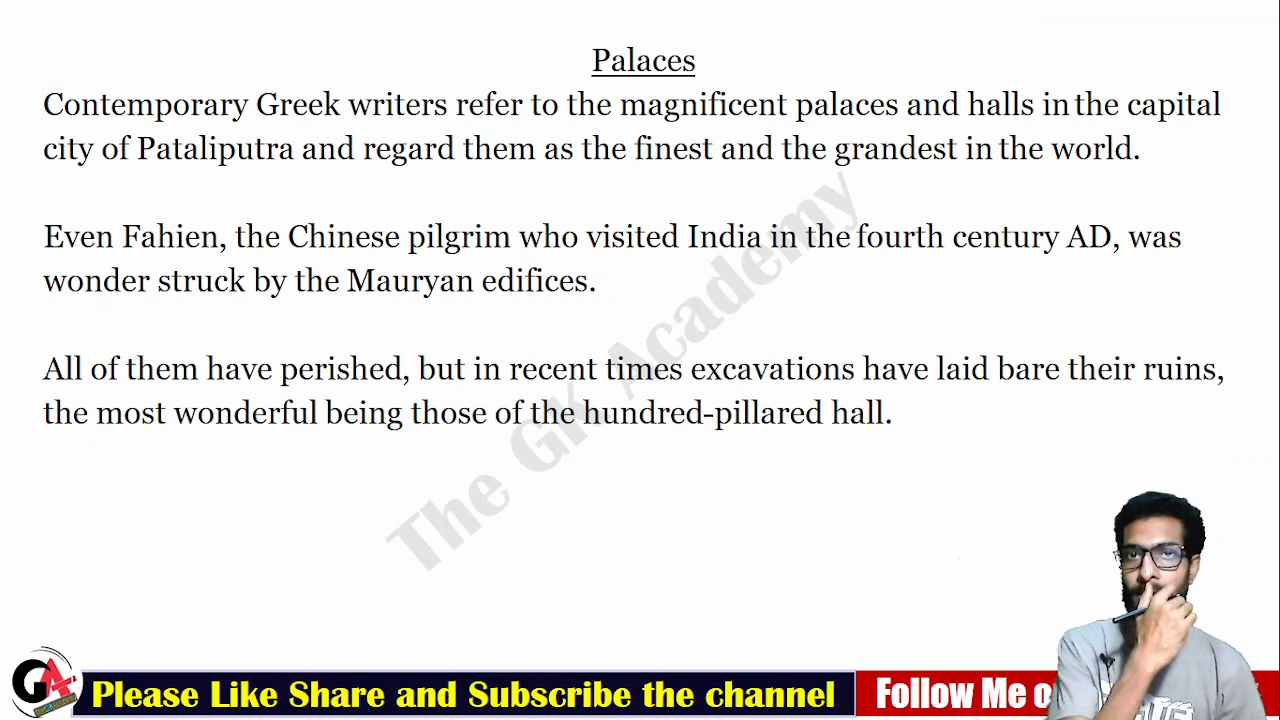 Palaces
Contemporary Greek writers refer to the magnificent palaces and halls in the capital
city of Pataliputra and regard them as the finest and the grandest in the world.
Even Fahien, the Chinese pilgrim who visited India in the fourth century AD, was
wonder struck by the Mauryan edifices.
All of them have perished, but in recent times excavations have laid bare their ruins,
the most wonderful being those of the hundred-pillared hall.
The GK Academy
GA
Please Like Share and Subscribe the channel
Follow Me o